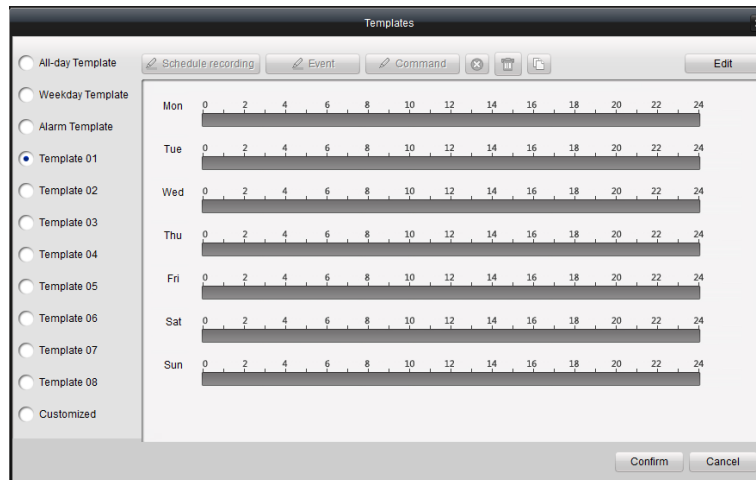 Templates
All-day Template
Weekday Template
Alarm Template
Template 01
Template 02
Template 03
Template 04
Template 05
Template 06
Template 07
Template 08
Customized
Schedule recording Event Command Edit
Mon 0 2 4 6 8 10 12 14 16 18 20 22 24
Tue 0 2 4 6 8 10 12 14 16 18 20 22 24
Wed 0 2 4 6 8 10 12 14 16 18 20 22 24
Thu 0 2 4 6 8 10 12 14 16 18 20 22 24
Fri 0 2 4 6 8 10 12 14 16 18 20 22 24
Sat 0 2 4 6 8 10 12 14 16 18 20 22 24
Sun 0 2 4 6 8 10 12 14 16 18 20 22 24
Confirm Cancel